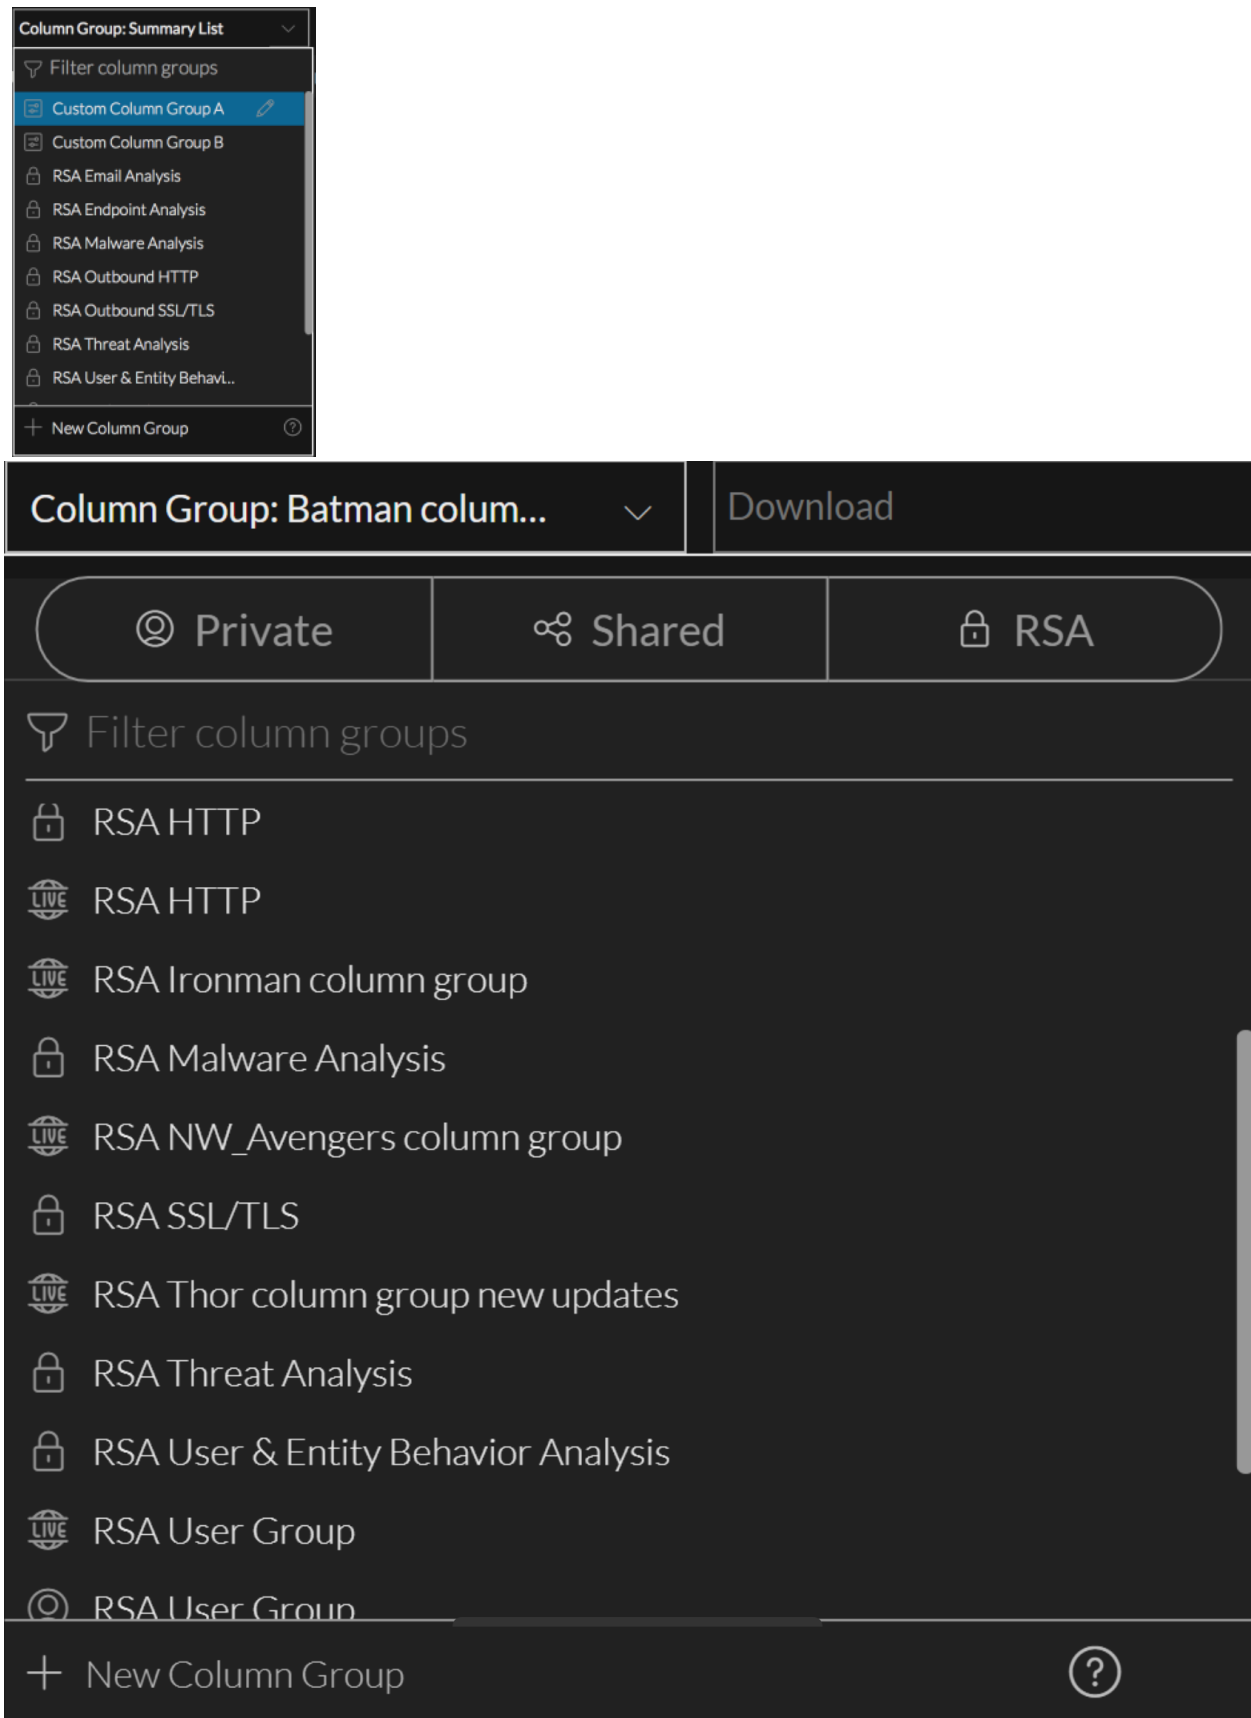 Column Group: Summary List
Filter column groups
Custom Column Group A
Custom Column Group B
RSA Email Analysis
RSA Endpoint Analysis
RSA Malware Analysis
RSA Outbound HTTP
RSA Outbound SSL/TLS
RSA Threat Analysis
RSA User & Entity Behavi...
New Column Group
Column Group: Batman colum... Download
Private Shared RSA
Filter column groups
RSA HTTP
LIVE RSA HTTP
LIVE RSA Ironman column group
RSA Malware Analysis
LIVE RSA NW_Avengers column group
RSA SSL/TLS
LIVE RSA Thor column group new updates
RSA Threat Analysis
RSA User & Entity Behavior Analysis
LIVE RSA User Group
RSA User Group
New Column Group